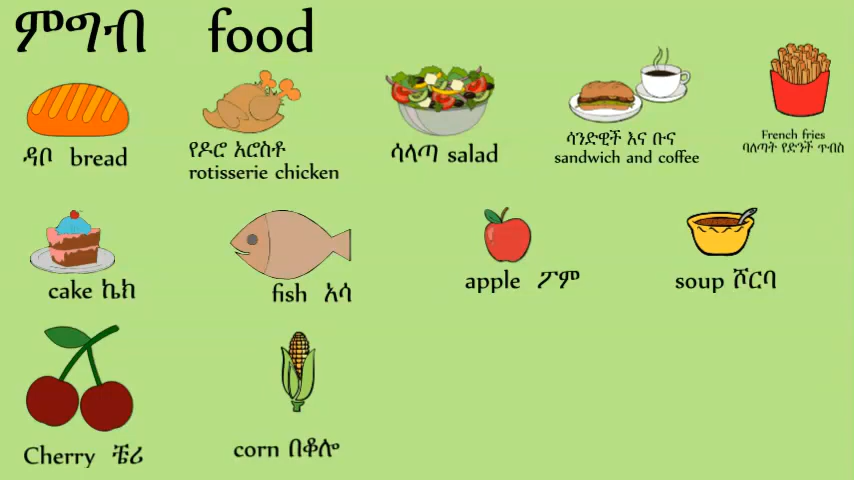 ምግብ food
ዳቦ bread
የዶሮ አሮስቶ
rotisserie chicken
ሳላጣ salad
ሳንድዊች እና ቡና
sandwich and coffee
French fries
ባለጣት የድንች ጥብስ
cake ኬክ
fish አሳ
apple ፖም
soup ሾርባ
Cherry ቼሪ
corn በቆሎ